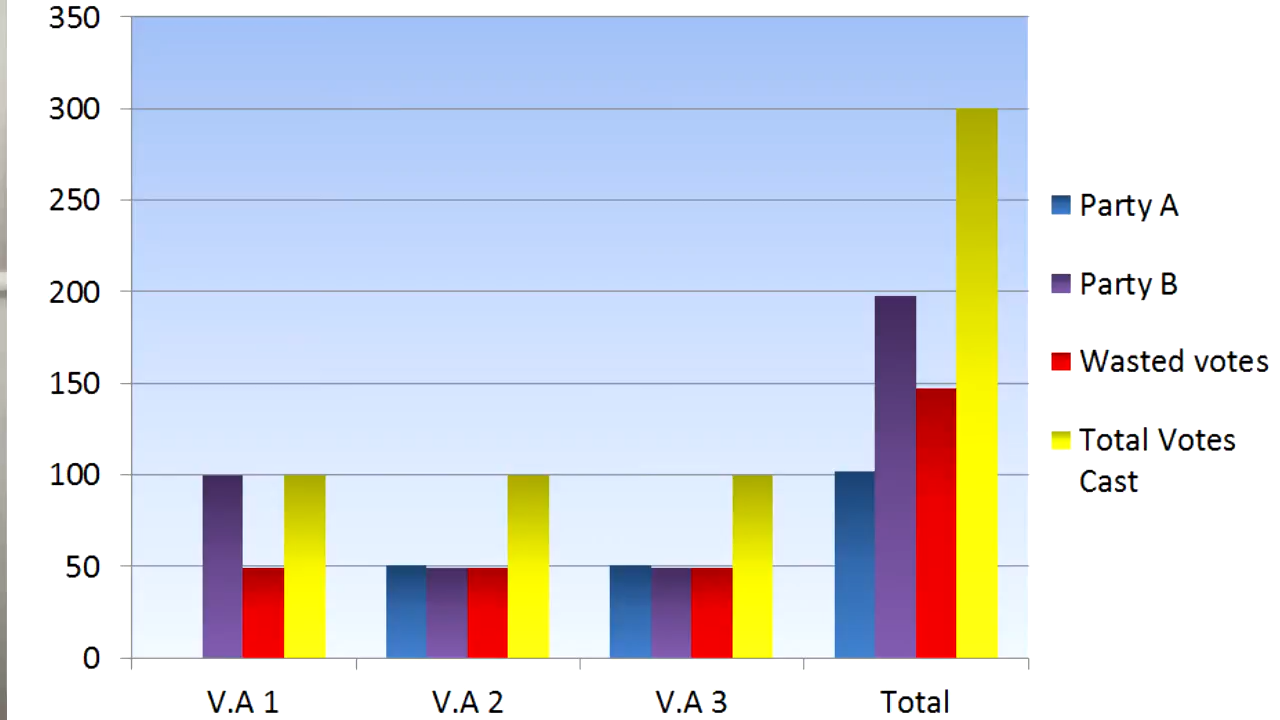 350
300
250
200
150
100
50
0
V.A 1
V.A 2
V.A 3
Total
Party A
Party B
Wasted votes
Total Votes
Cast